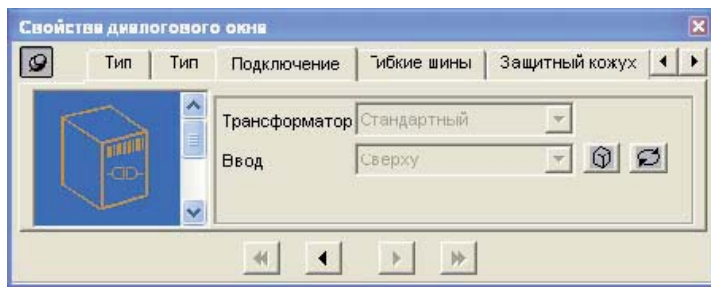 Свойства диалогового окна
Тип Тип Подключение Гибкие шины Защитный кожух
Трансформатор Стандартный
Ввод Сверху